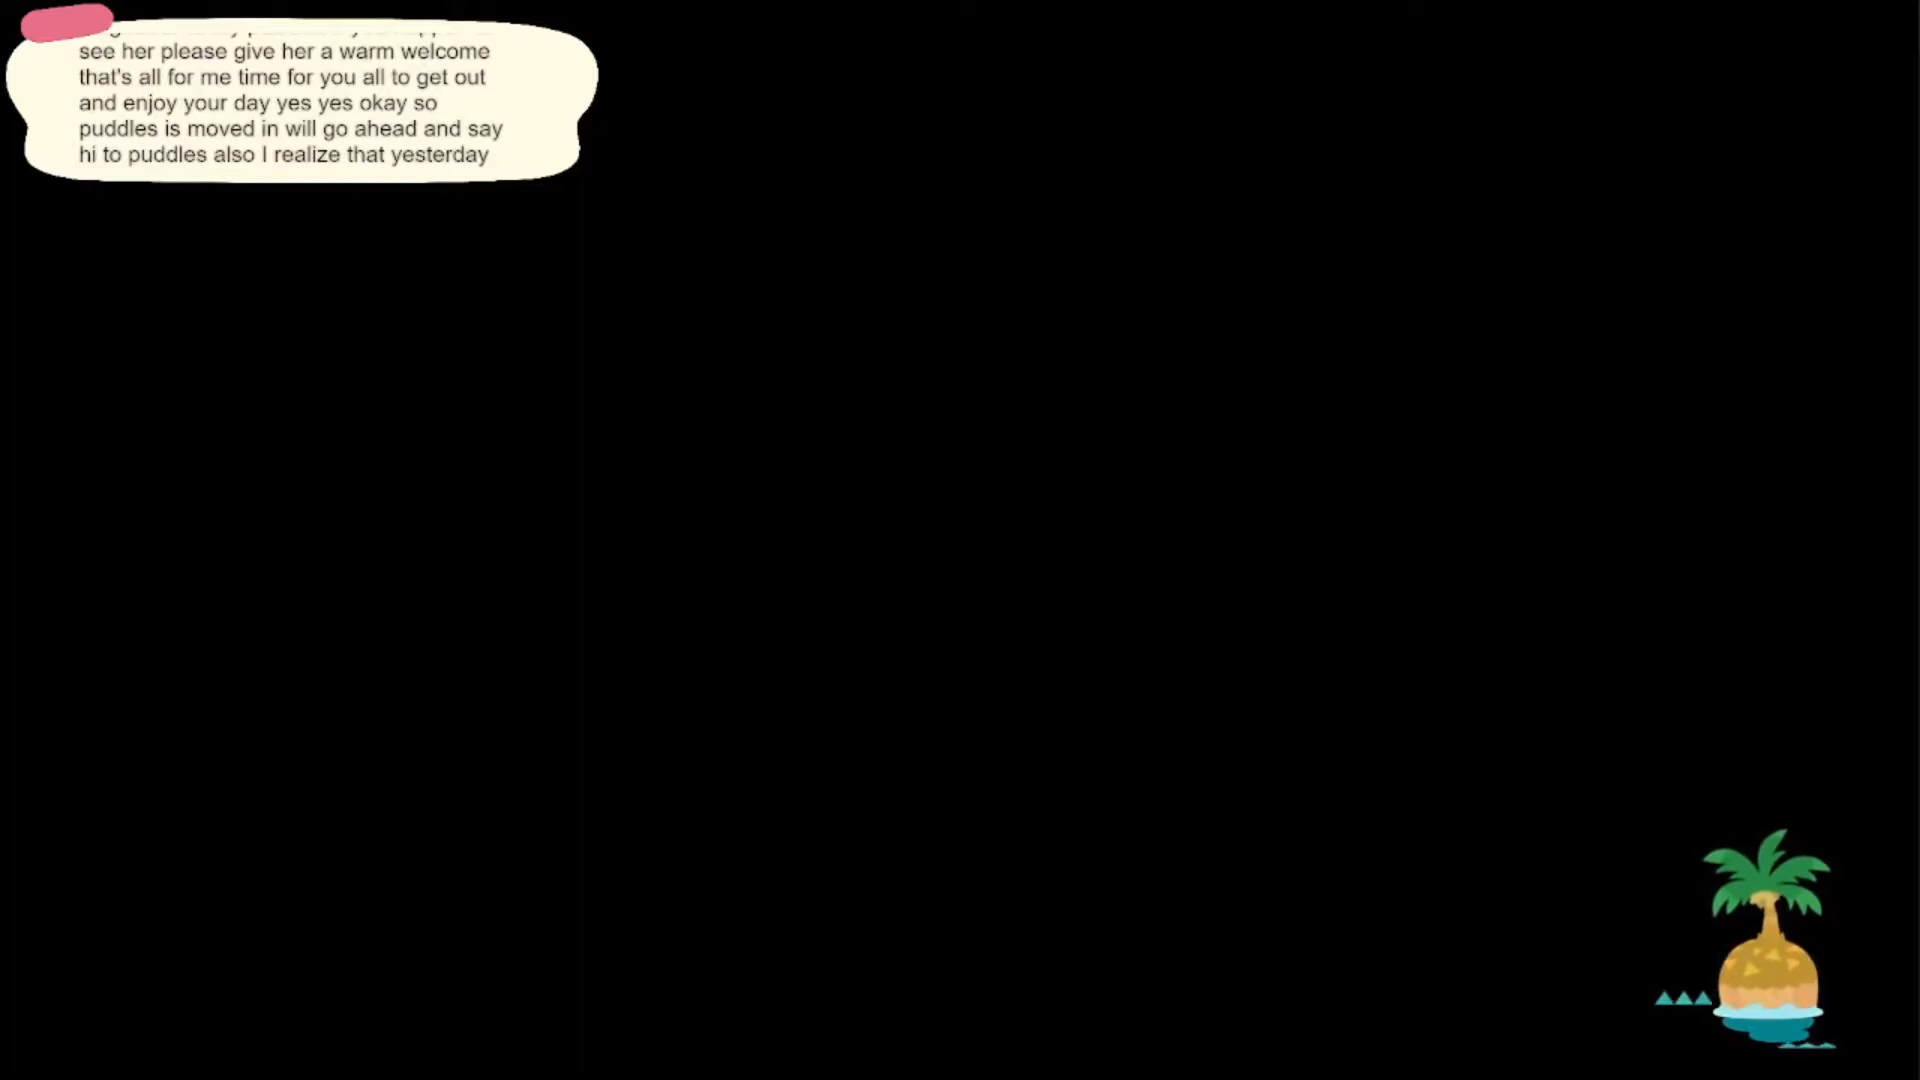 see her please give her a warm welcome
that's all for me time for you all to get out
and enjoy your day yes yes okay so
puddles is moved in will go ahead and say
hi to puddles also I realize that yesterday